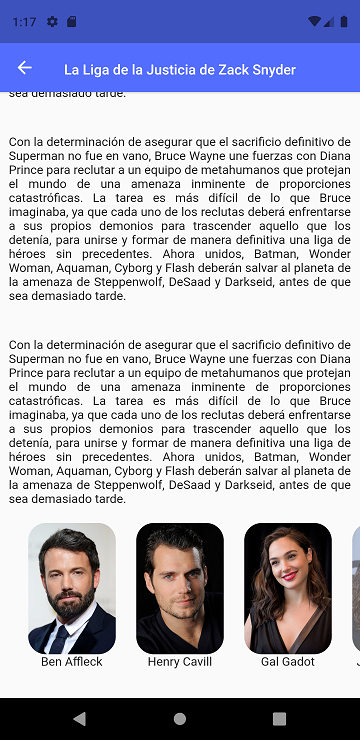 1:17
La Liga de la Justicia de Zack Snyder
sea demasiado tarde.
Con la determinación de asegurar que el sacrificio definitivo de
Superman no fue en vano, Bruce Wayne une fuerzas con Diana
Prince para reclutar a un equipo de metahumanos que protejan
el mundo de una amenaza inminente de proporciones
catastróficas. La tarea es más difícil de lo que Bruce
imaginaba, ya que cada uno de los reclutas deberá enfrentarse
a sus propios demonios para trascender aquello que los
detenía, para unirse y formar de manera definitiva una liga de
héroes sin precedentes. Ahora unidos, Batman, Wonder
Woman, Aquaman, Cyborg y Flash deberán salvar al planeta de
la amenaza de Steppenwolf, DeSaad y Darkseid, antes de que
sea demasiado tarde.
Con la determinación de asegurar que el sacrificio definitivo de
Superman no fue en vano, Bruce Wayne une fuerzas con Diana
Prince para reclutar a un equipo de metahumanos que protejan
el mundo de una amenaza inminente de proporciones
catastróficas. La tarea es más difícil de lo que Bruce
imaginaba, ya que cada uno de los reclutas deberá enfrentarse
a sus propios demonios para trascender aquello que los
detenía, para unirse y formar de manera definitiva una liga de
héroes sin precedentes. Ahora unidos, Batman, Wonder
Woman, Aquaman, Cyborg y Flash deberán salvar al planeta de
la amenaza de Steppenwolf, DeSaad y Darkseid, antes de que
sea demasiado tarde.
Ben Affleck
Henry Cavill
Gal Gadot